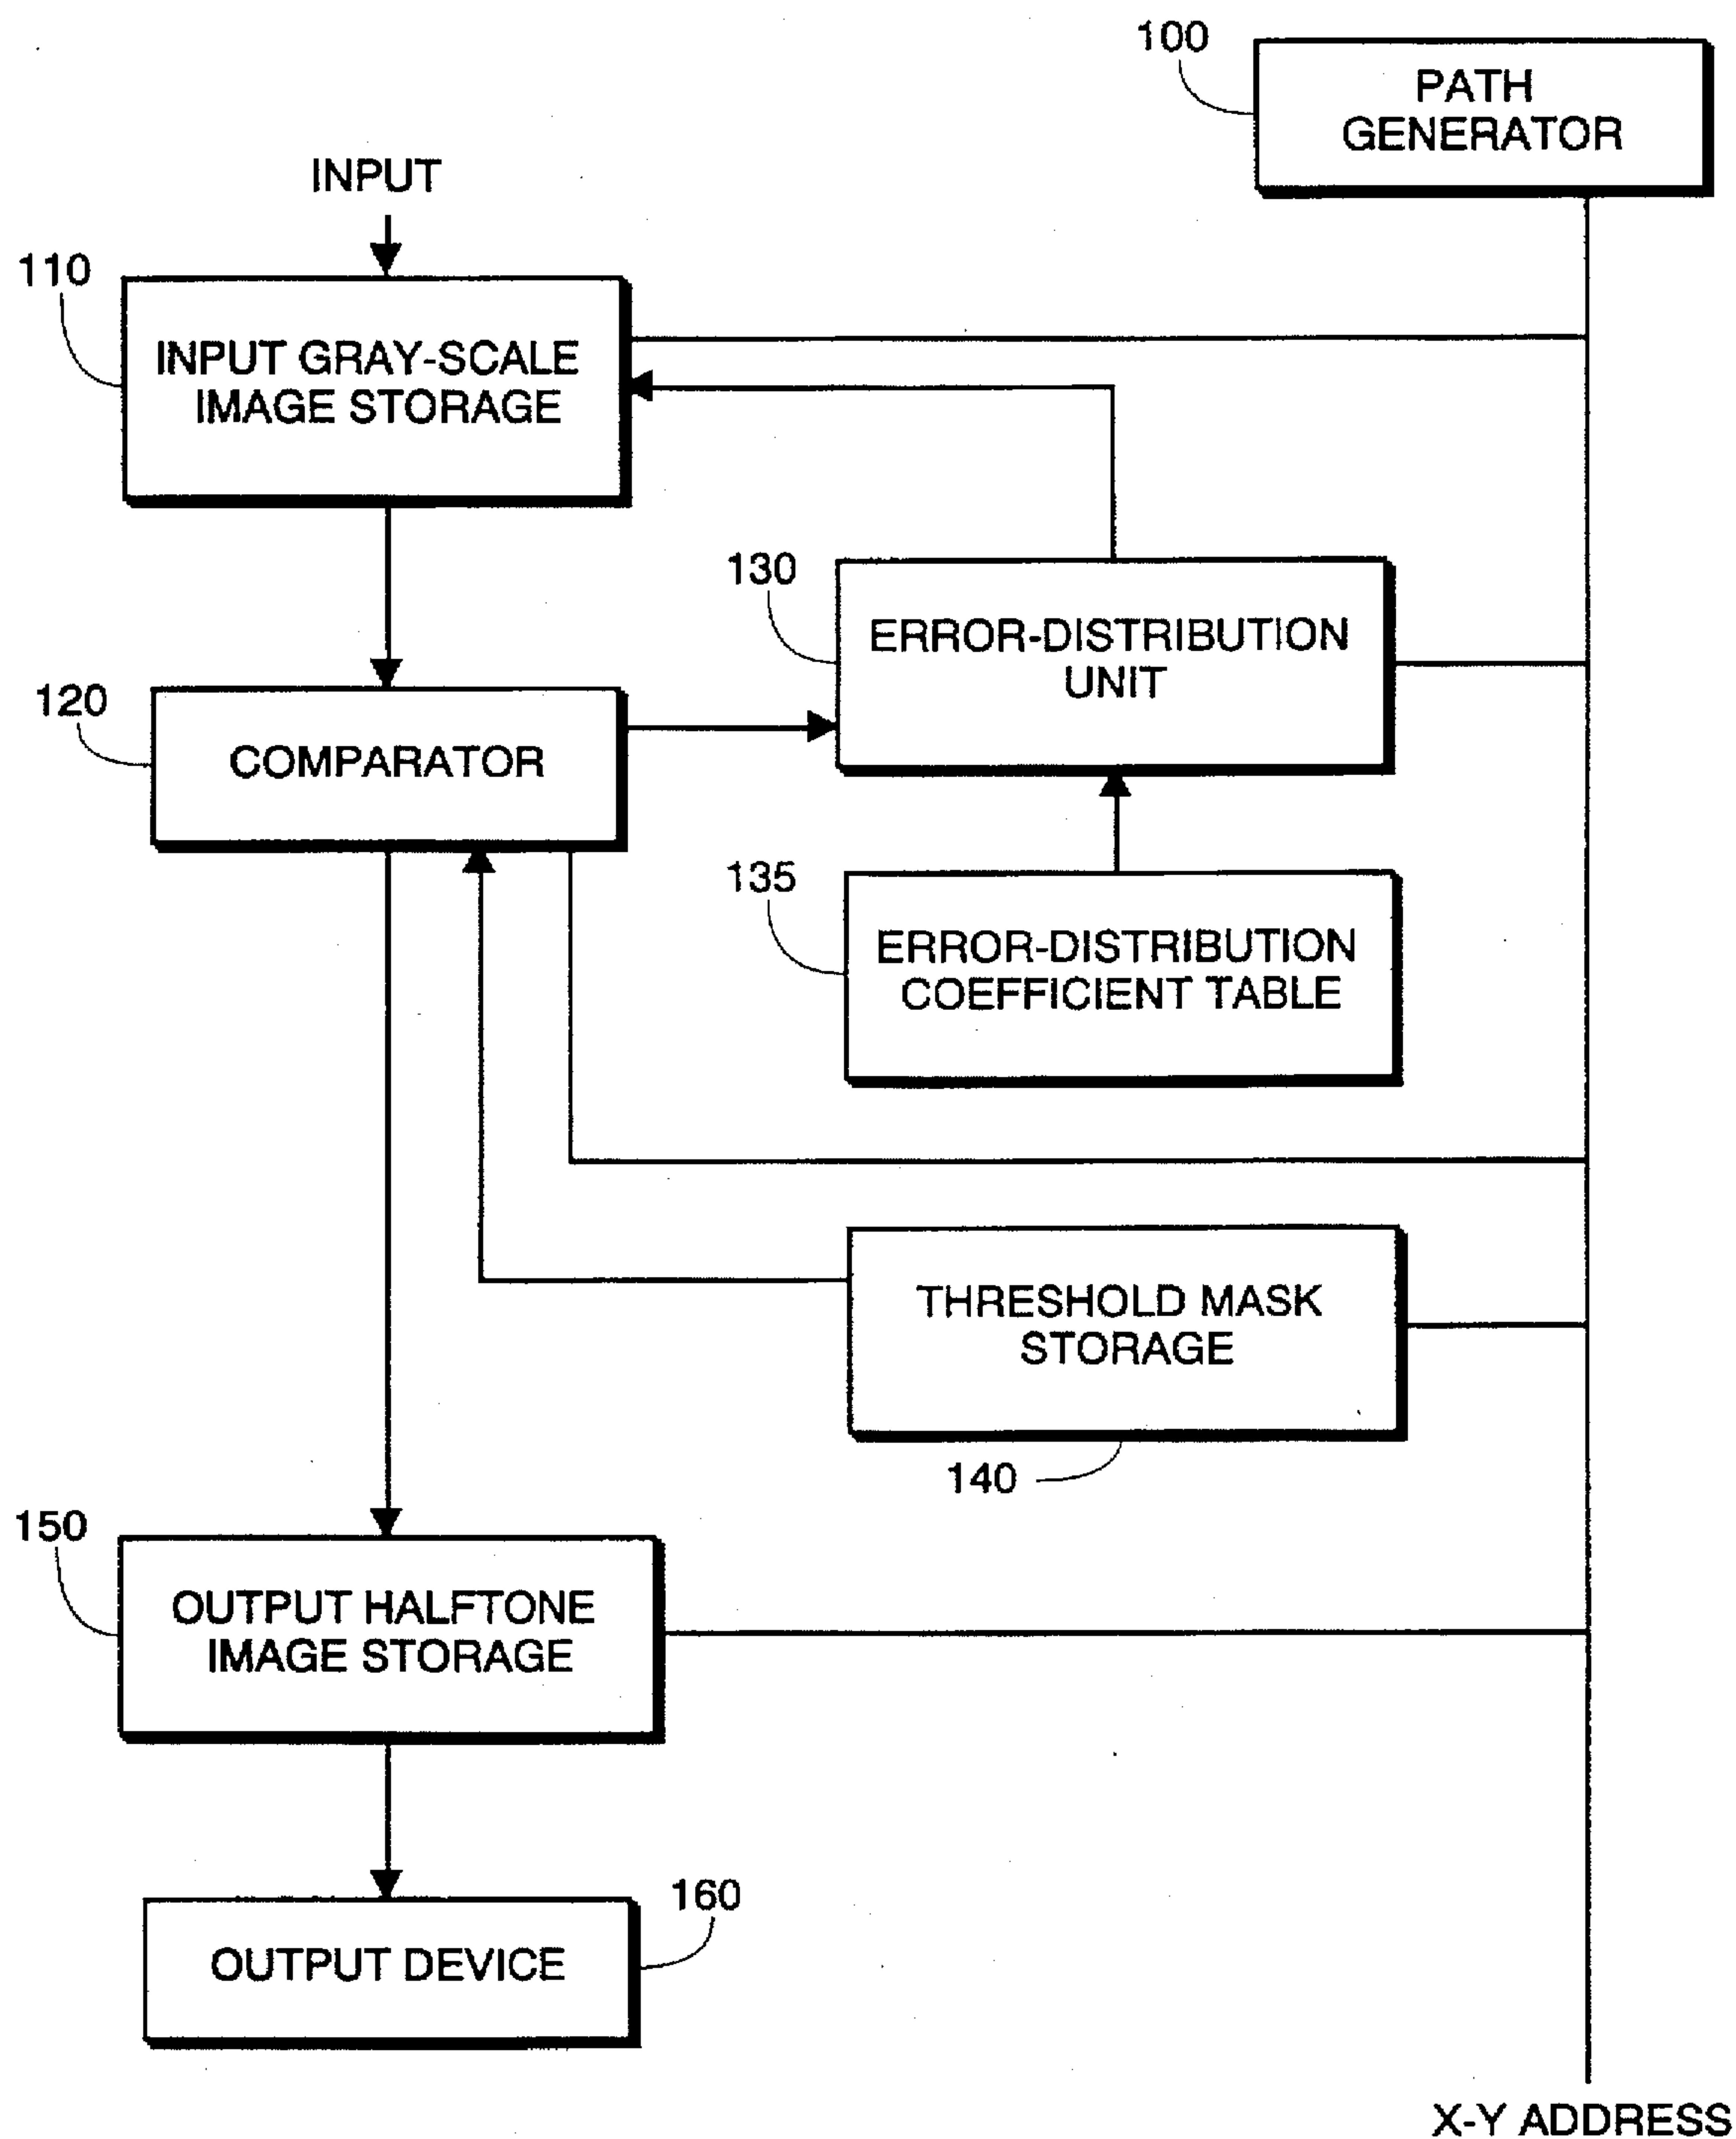 100
PATH
GENERATOR
INPUT
110
INPUT GRAY-SCALE
IMAGE STORAGE
130
ERROR-DISTRIBUTION
UNIT
120
COMPARATOR
135
ERROR-DISTRIBUTION
COEFFICIENT TABLE
THRESHOLD MASK
STORAGE
140
150
OUTPUT HALFTONE
IMAGE STORAGE
160
OUTPUT DEVICE
X-Y ADDRESS